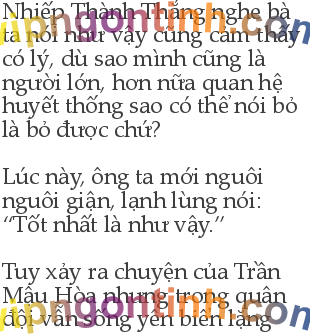 Nhiếp Thành Thắng nghe bà
ta nói như vậy cũng cảm thấy
có lý, dù sao mình cũng là
người lớn, hơn nữa quan hệ
huyết thống sao có thể nói bỏ
là bỏ được chứ?
Lúc này, ông ta mới nguôi
nguôi giận, lạnh lùng nói:
“Tốt nhất là như vậy.”
Tuy xảy ra chuyện của Trần
Mậu Hòa nhưng trong quân
đội vẫn sóng yên biển lặng